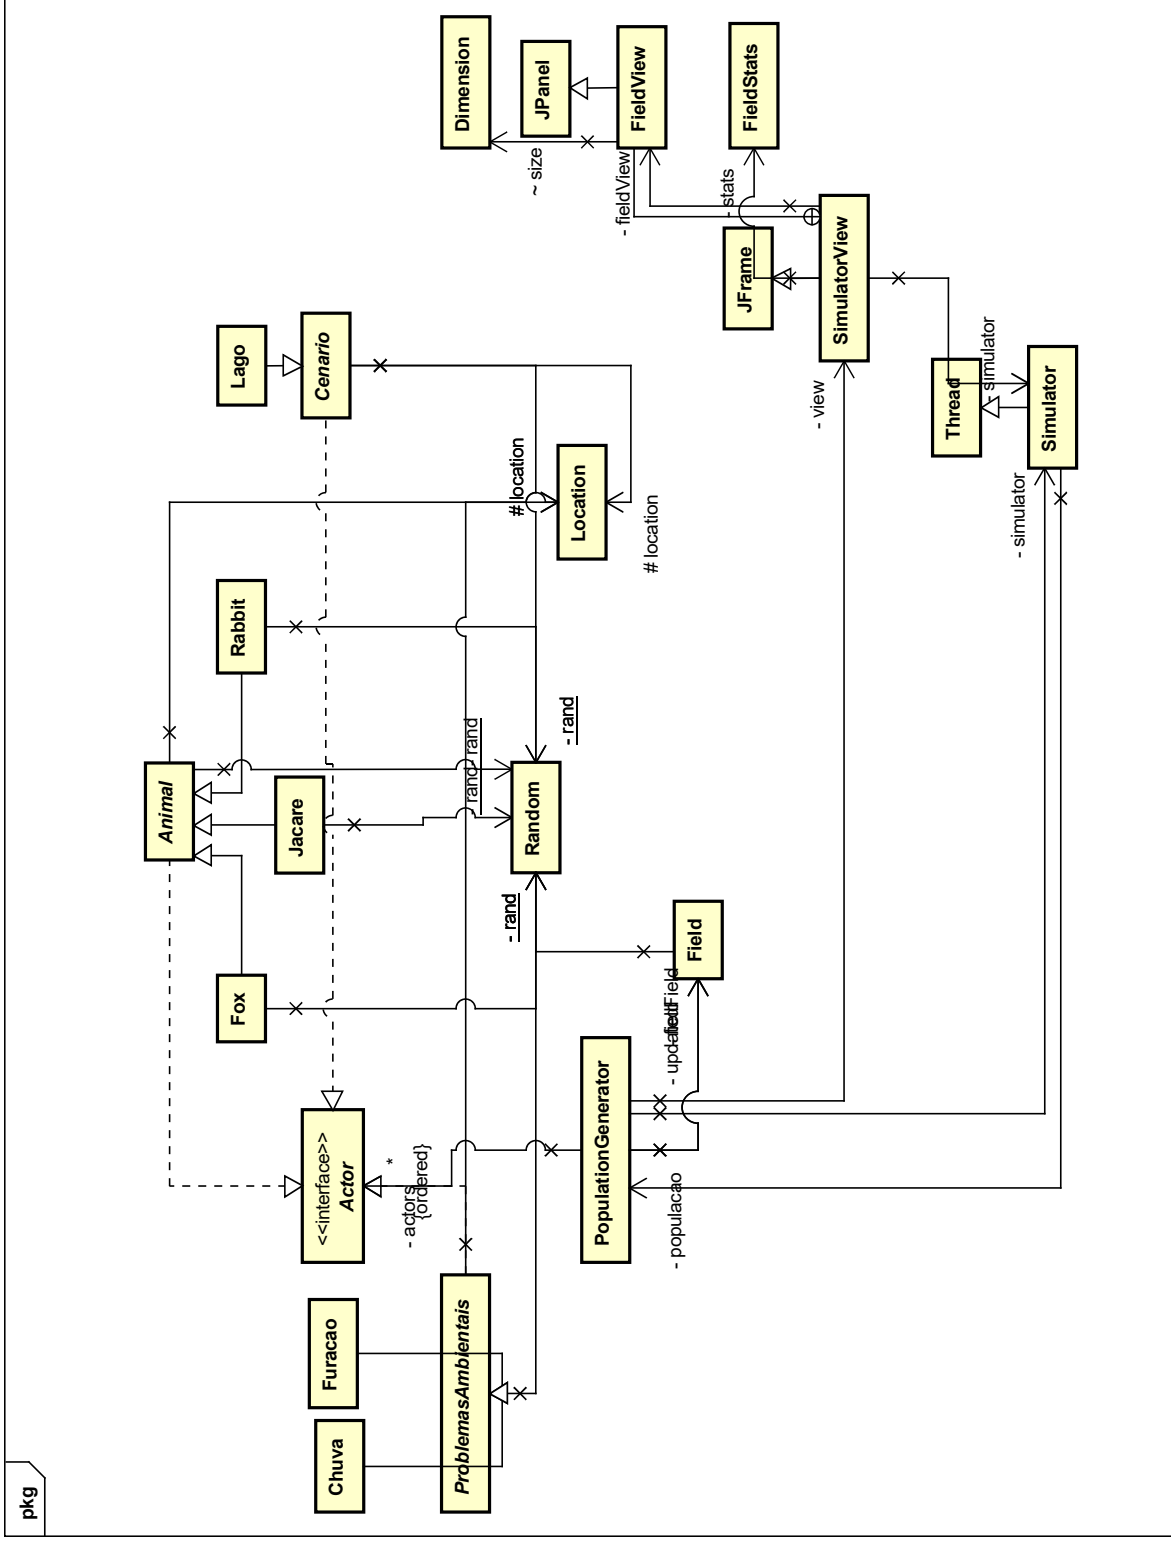 pkg
Animal
Fox
Rabbit
Lago
Jacare
Chuva
Furacao
<<interface>>
Actor
Cenario
*
- actors
{ordered}
ProblemasAmbientais
Dimension
rand
rand
- rand
# location
Random
~ size
JPanel
- rand
Location
PopulationGenerator
- fieldView
FieldView
# location
- populacao
- updatedField
Field
- stats
JFrame
FieldStats
- view
SimulatorView
Thread
- simulator
- simulator
Simulator